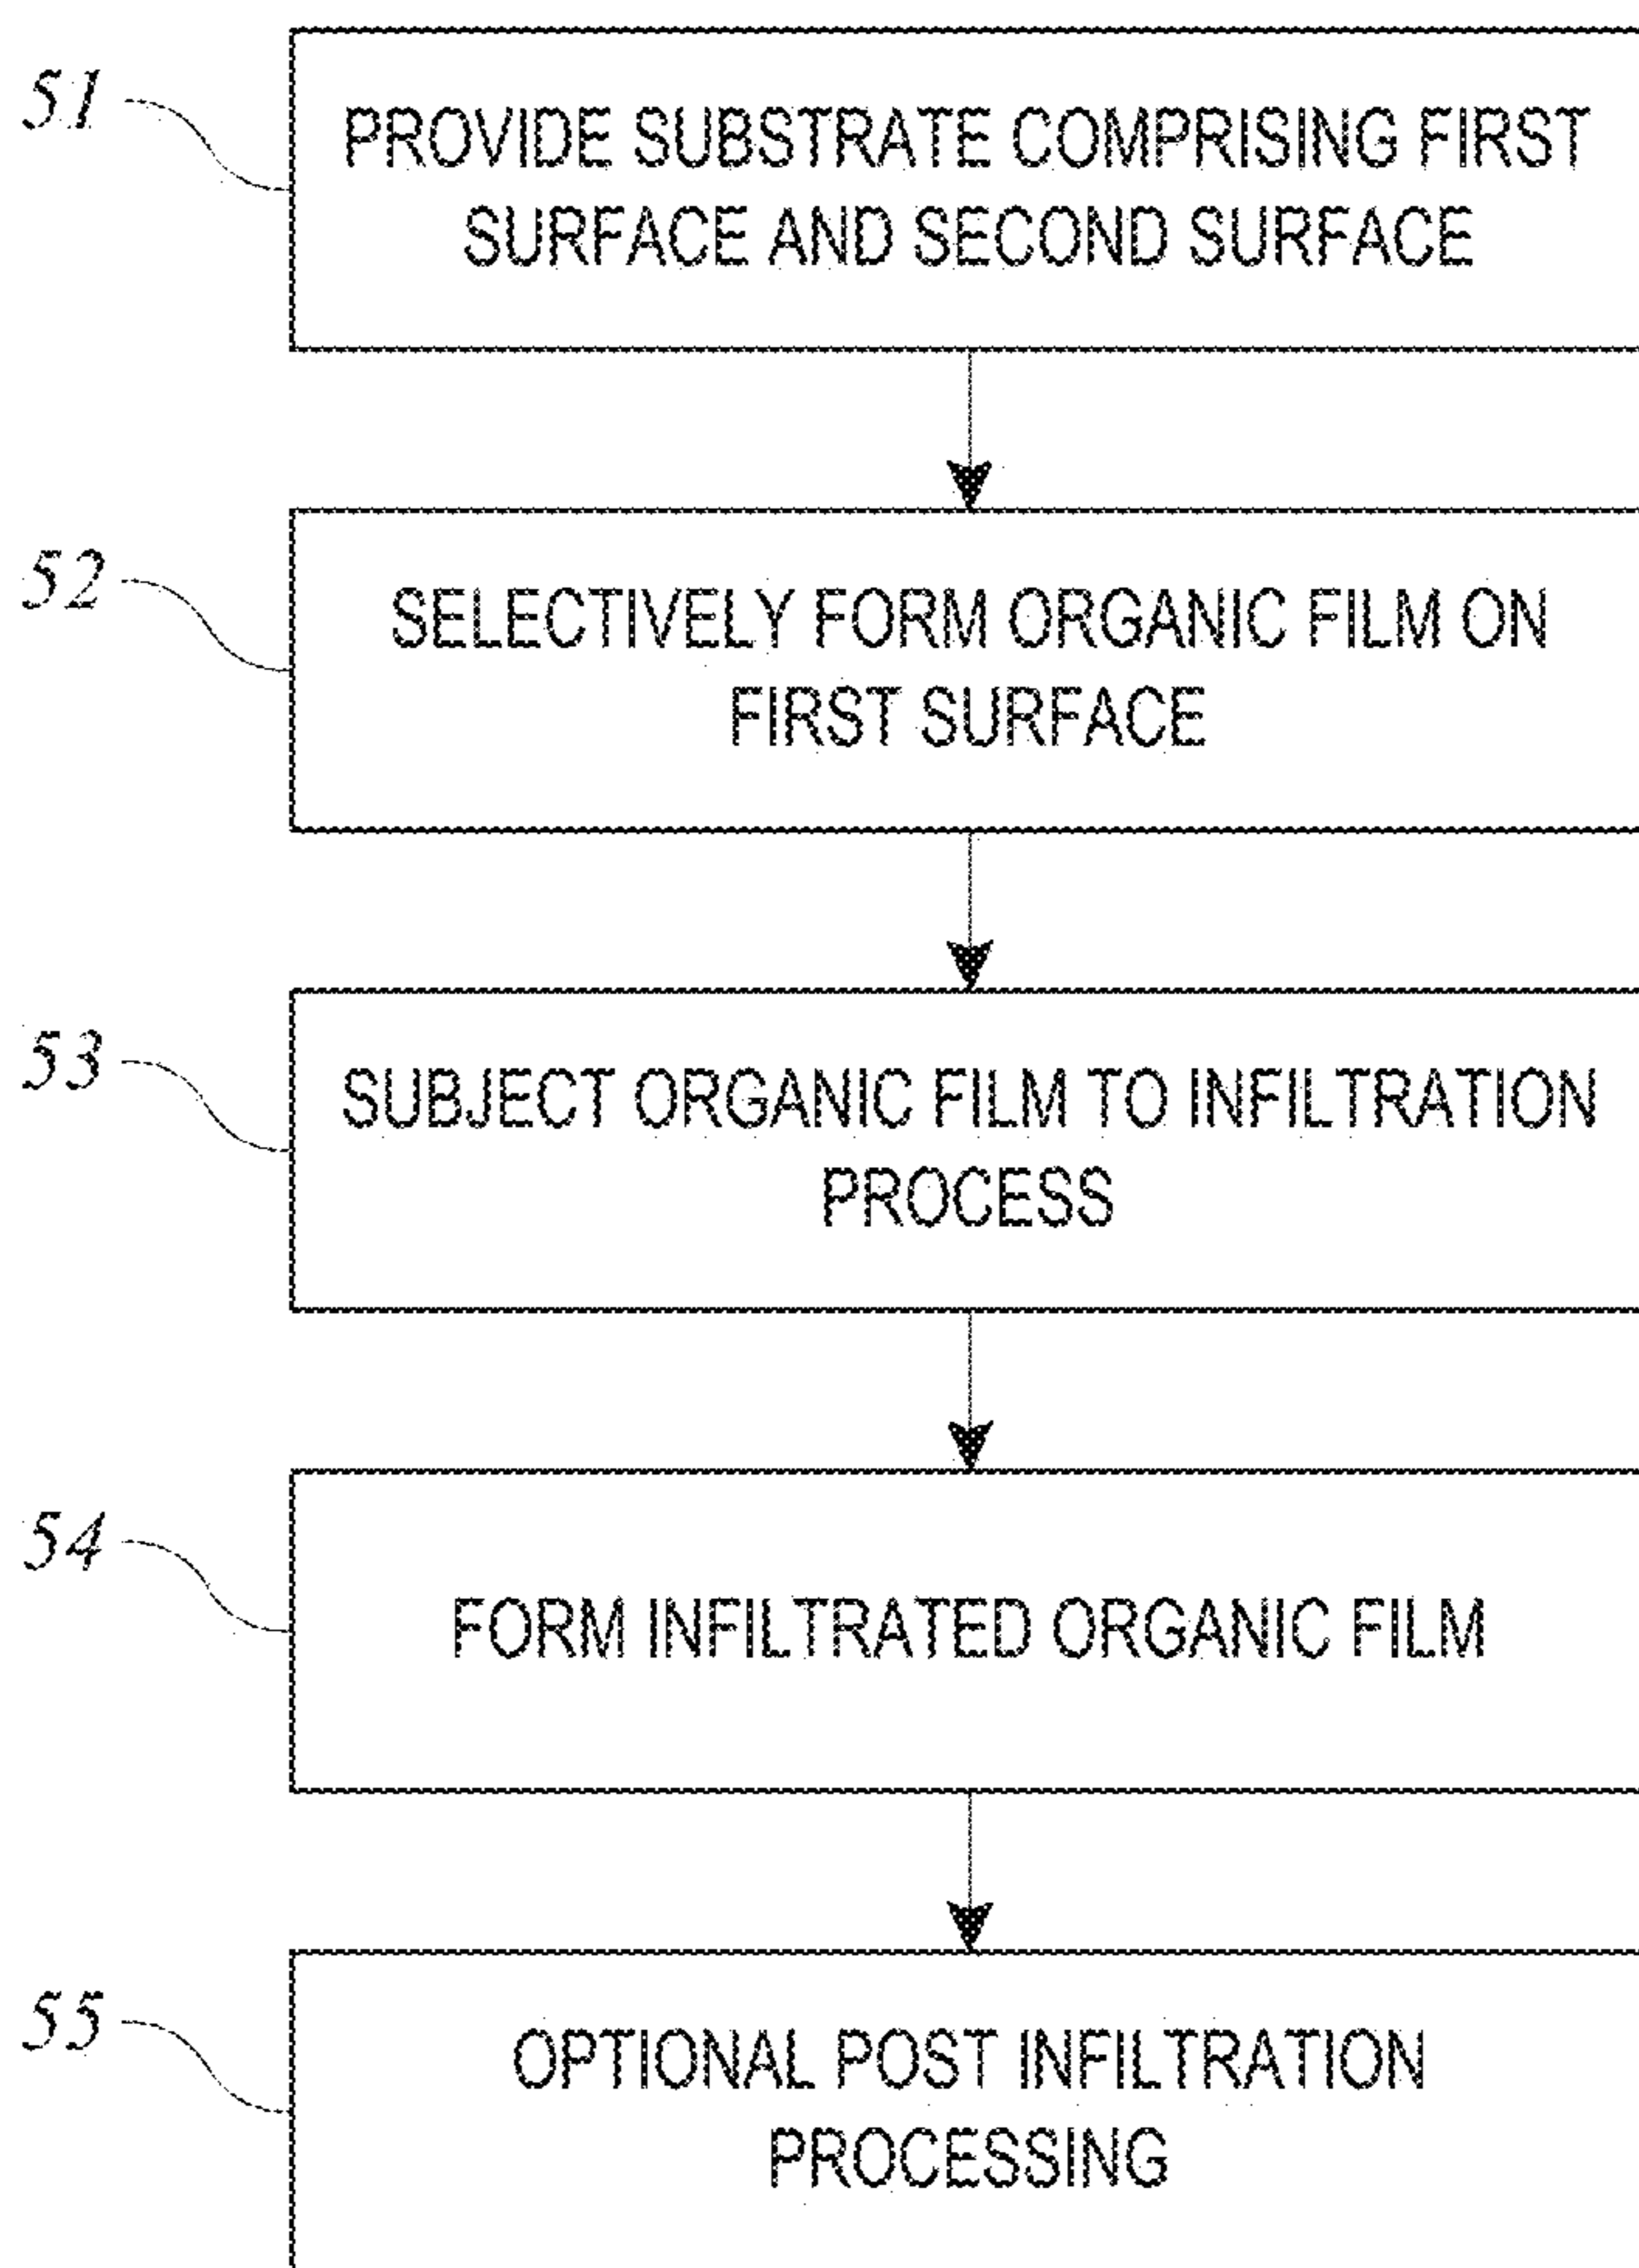 51
PROVIDE SUBSTRATE COMPRISING FIRST
SURFACE AND SECOND SURFACE
52
SELECTIVELY FORM ORGANIC FILM ON
FIRST SURFACE
53
SUBJECT ORGANIC FILM TO INFILTRATION
PROCESS
54
FORM INFILTRATED ORGANIC FILM
55
OPTIONAL POST INFILTRATION
PROCESSING